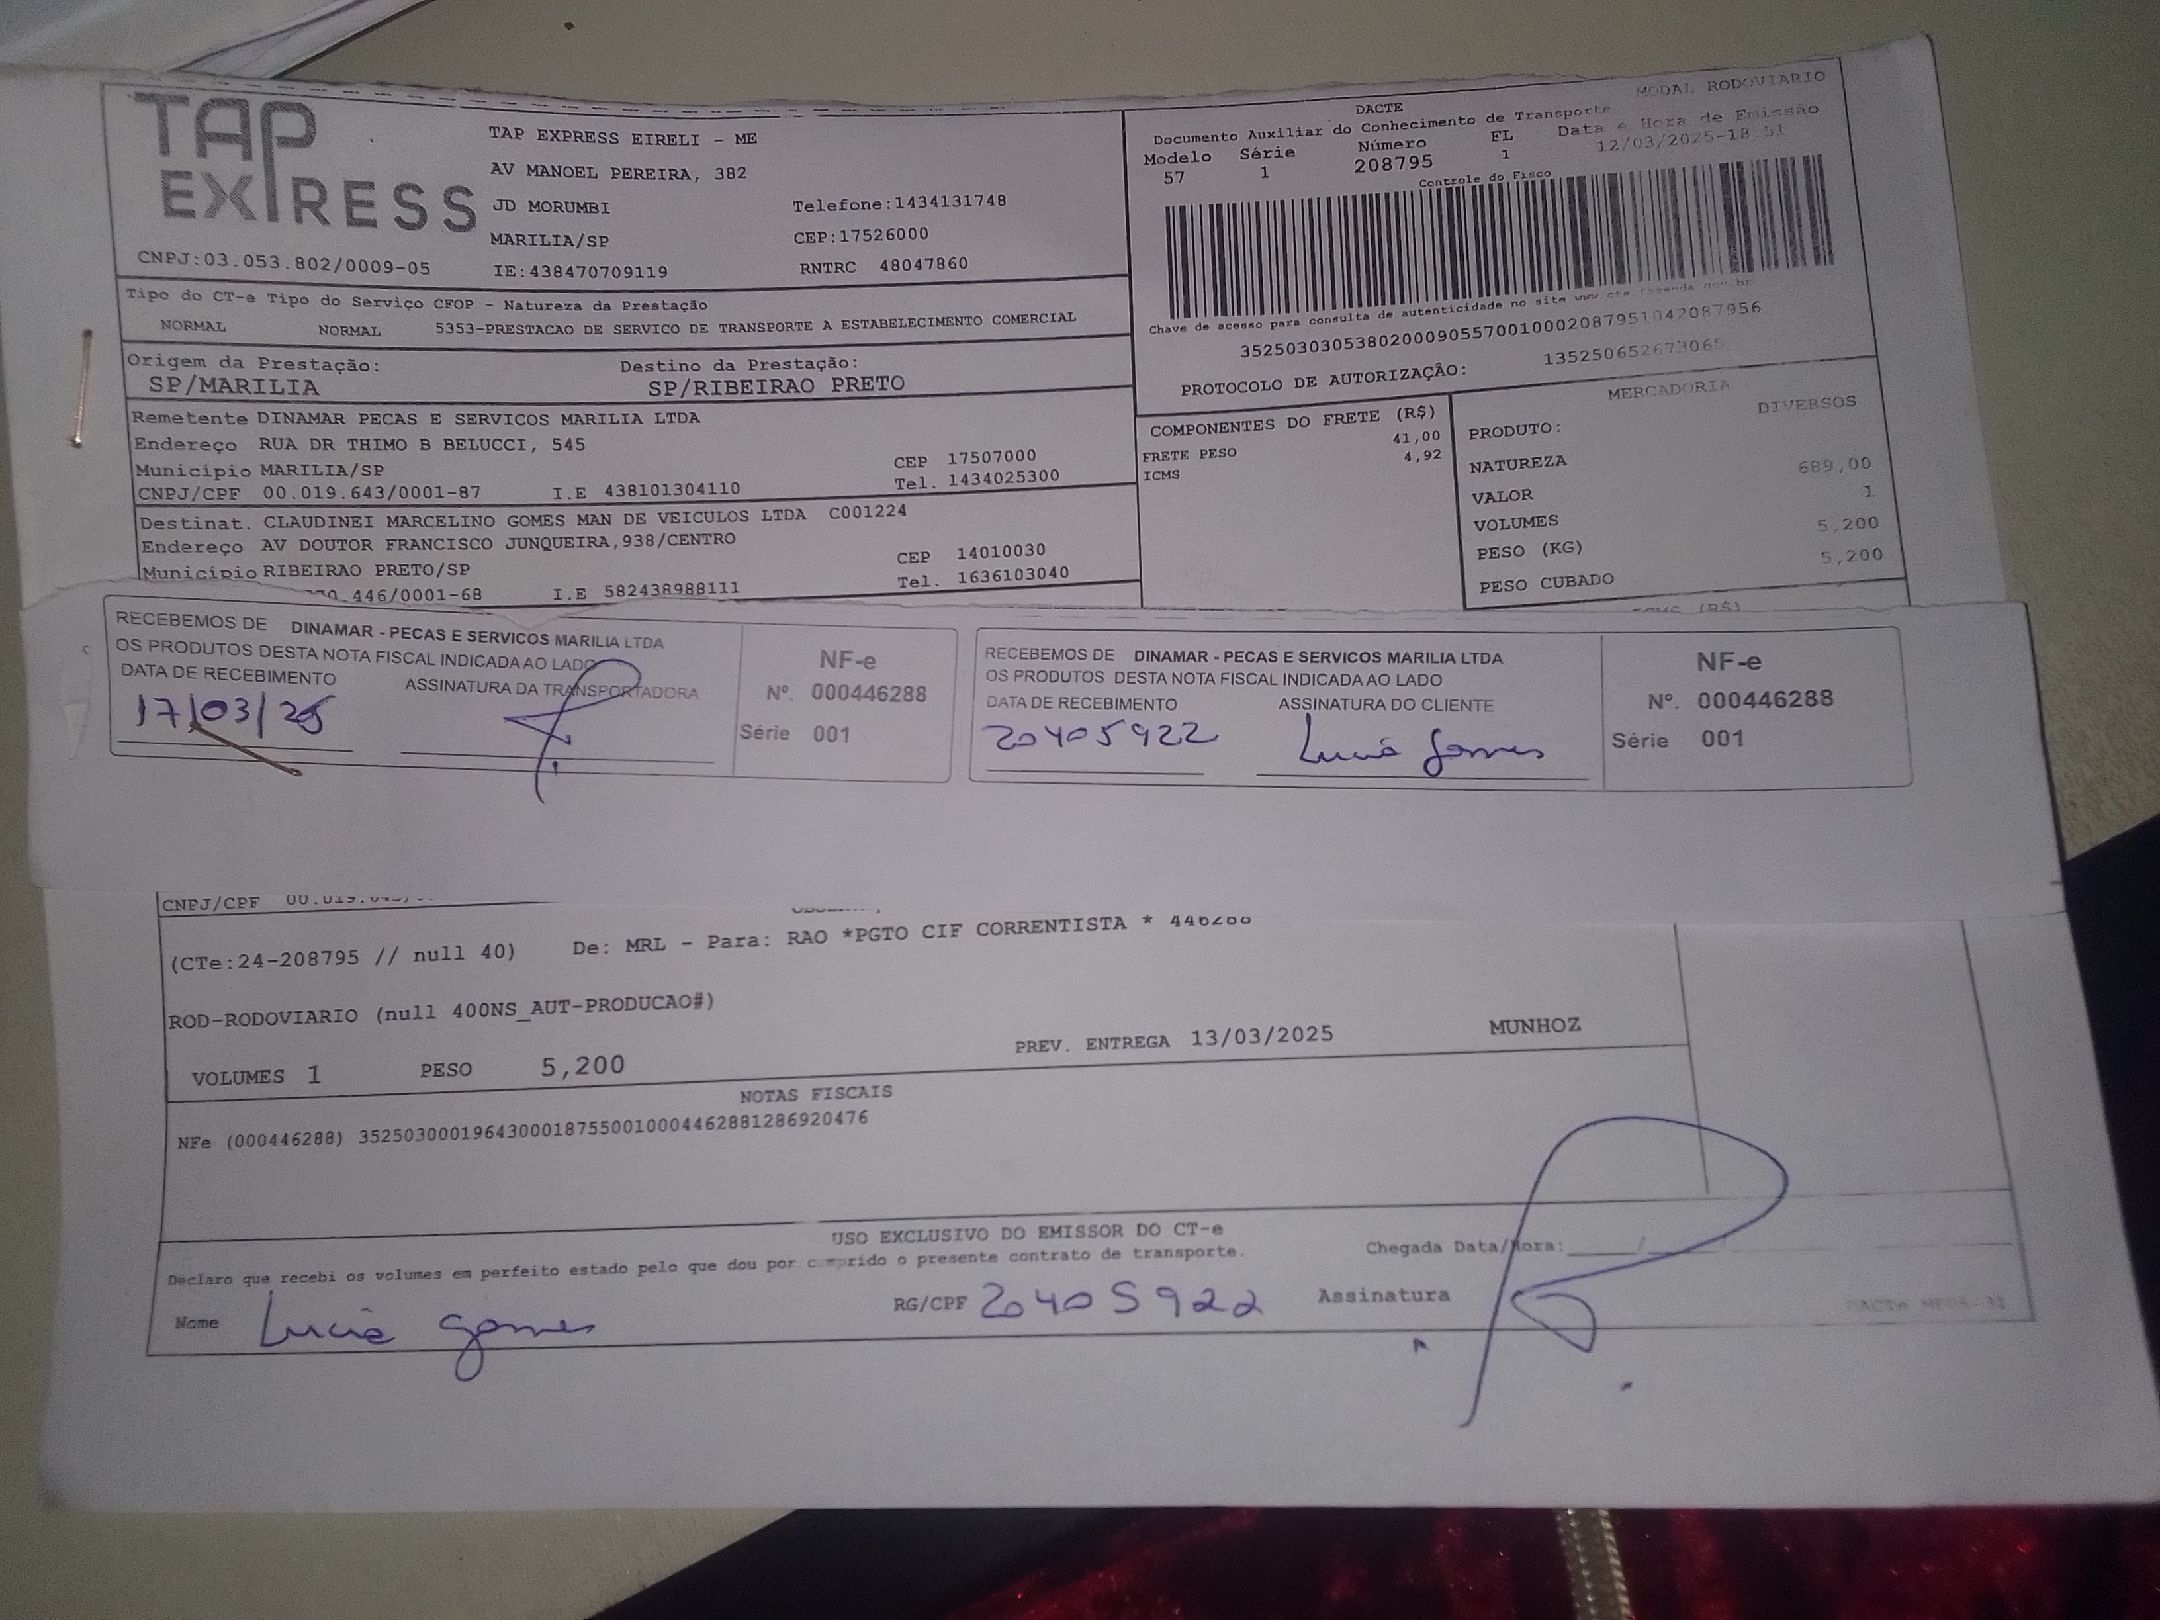 TAP EXPRESS
TAP EXPRESS EIRELI - ME
AV MANOEL PEREIRA, 382
JD MORUMBI Telefone:1434131748
MARILIA/SP CEP:17526000
CNPJ:03.053.802/0009-05 IE:438470709119 RNTRC 48047860
MODAL RODOVIARIO
DACTE
Documento Auxiliar do Conhecimento de Transporte
Modelo Série Número FL Data e Hora de Emissão
57 1 208795 1 12/03/2025-18:51
Controle do Fisco
Chave de acesso para consulta de autenticidade no site www.cte.fazenda.gov.br
35250303053802000905570010002087951042087956
PROTOCOLO DE AUTORIZAÇÃO: 135250652673065
Tipo do CT-e Tipo do Serviço CFOP - Natureza da Prestação
NORMAL NORMAL 5353-PRESTACAO DE SERVICO DE TRANSPORTE A ESTABELECIMENTO COMERCIAL
Origem da Prestação: Destino da Prestação:
SP/MARILIA SP/RIBEIRAO PRETO
Remetente DINAMAR PECAS E SERVICOS MARILIA LTDA
Endereço RUA DR THIMO B BELUCCI, 545
Município MARILIA/SP CEP 17507000
CNPJ/CPF 00.019.643/0001-87 I.E 438101304110 Tel. 1434025300
Destinat. CLAUDINEI MARCELINO GOMES MAN DE VEICULOS LTDA C001224
Endereço AV DOUTOR FRANCISCO JUNQUEIRA,938/CENTRO
Município RIBEIRAO PRETO/SP CEP 14010030
446/0001-68 I.E 582438988111 Tel. 1636103040
COMPONENTES DO FRETE (R$)
FRETE PESO 41,00
ICMS 4,92
MERCADORIA
PRODUTO: DIVERSOS
NATUREZA
VALOR 689,00
VOLUMES 1
PESO (KG) 5,200
PESO CUBADO 5,200
RECEBEMOS DE DINAMAR - PECAS E SERVICOS MARILIA LTDA
OS PRODUTOS DESTA NOTA FISCAL INDICADA AO LADO
DATA DE RECEBIMENTO ASSINATURA DA TRANSPORTADORA
17/03/25
NF-e
Nº. 000446288
Série 001
RECEBEMOS DE DINAMAR - PECAS E SERVICOS MARILIA LTDA
OS PRODUTOS DESTA NOTA FISCAL INDICADA AO LADO
DATA DE RECEBIMENTO ASSINATURA DO CLIENTE
20405922 Lucia Gomes
NF-e
Nº. 000446288
Série 001
CNPJ/CPF
(CTe:24-208795 // null 40) De: MRL - Para: RAO *PGTO CIF CORRENTISTA * 446288
ROD-RODOVIARIO (null 400NS_AUT-PRODUCAO#)
VOLUMES 1 PESO 5,200 PREV. ENTREGA 13/03/2025 MUNHOZ
NOTAS FISCAIS
NFe (000446288) 35250300019643000187550010004462881286920476
USO EXCLUSIVO DO EMISSOR DO CT-e
Declaro que recebi os volumes em perfeito estado pelo que dou por cumprido o presente contrato de transporte.
Chegada Data/Hora:
Nome Lucia Gomes RG/CPF 20405922 Assinatura